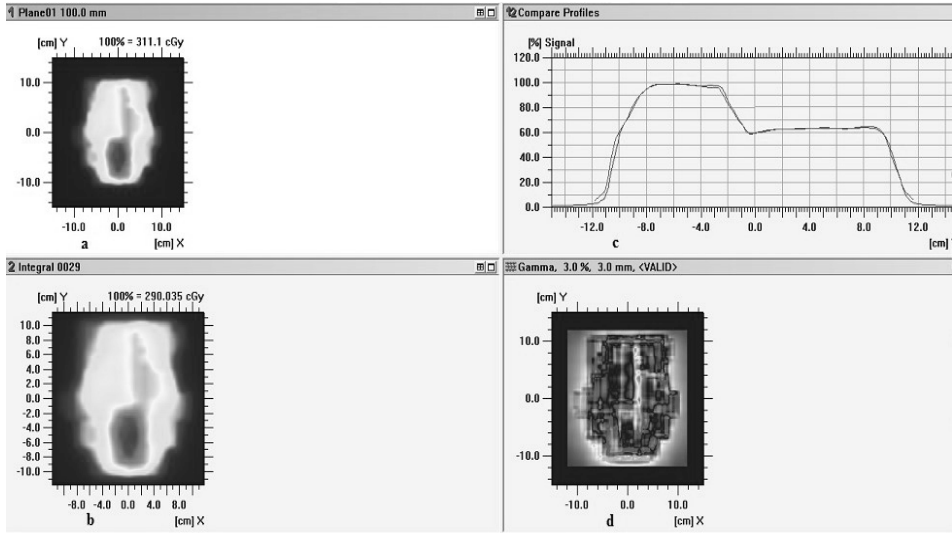 1 Plane01 100.0 mm
[cm] Y 100% = 311.1 cGy
10.0
0.0
-10.0
-10.0 0.0 10.0
[cm] X
a
Compare Profiles
[%] Signal
120.0
100.0
80.0
60.0
40.0
20.0
0.0
-12.0 -8.0 -4.0 0.0 4.0 8.0 12.0
c [cm]
2 Integral 0029
[cm] Y 100% = 290.035 cGy
10.0
8.0
6.0
4.0
2.0
0.0
-2.0
-4.0
-6.0
-8.0
-10.0
-8.0 -4.0 0.0 4.0 8.0
b [cm] X
Gamma, 3.0 %, 3.0 mm, <VALID>
[cm] Y
10.0
0.0
-10.0
-10.0 0.0 10.0
d [cm] X